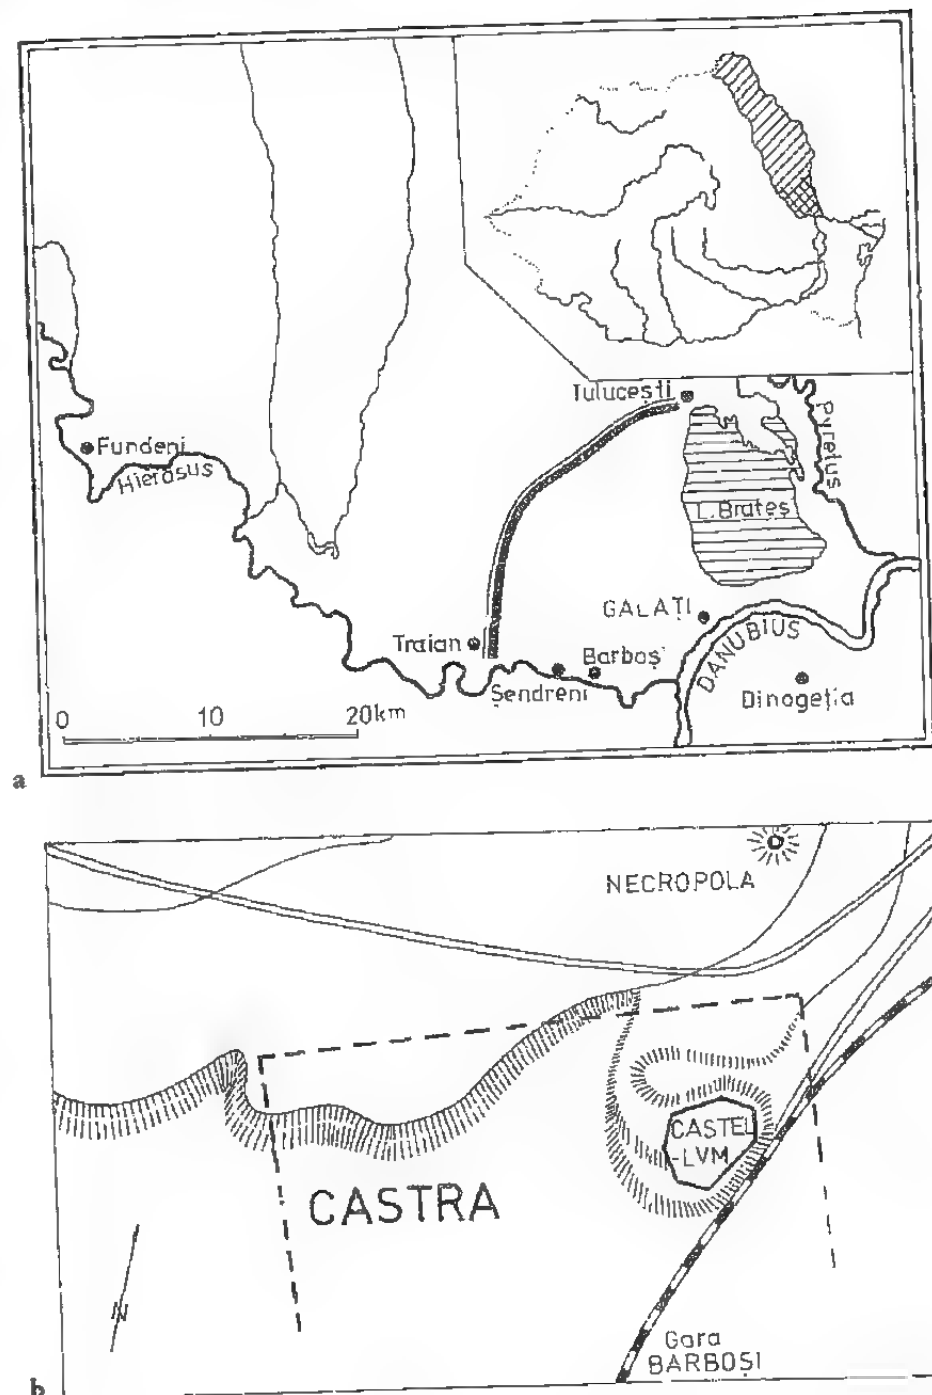 Tulucești
Pyretus
Fundeni
Hierasus
L. Brateș
GALAȚI
DANUBIUS
Traian
Barboși
Șendreni
Dinogeția
0 10 20km
a
NECROPOLA
CASTEL
-LVM
CASTRA
N
Gara
BARBOȘI
b